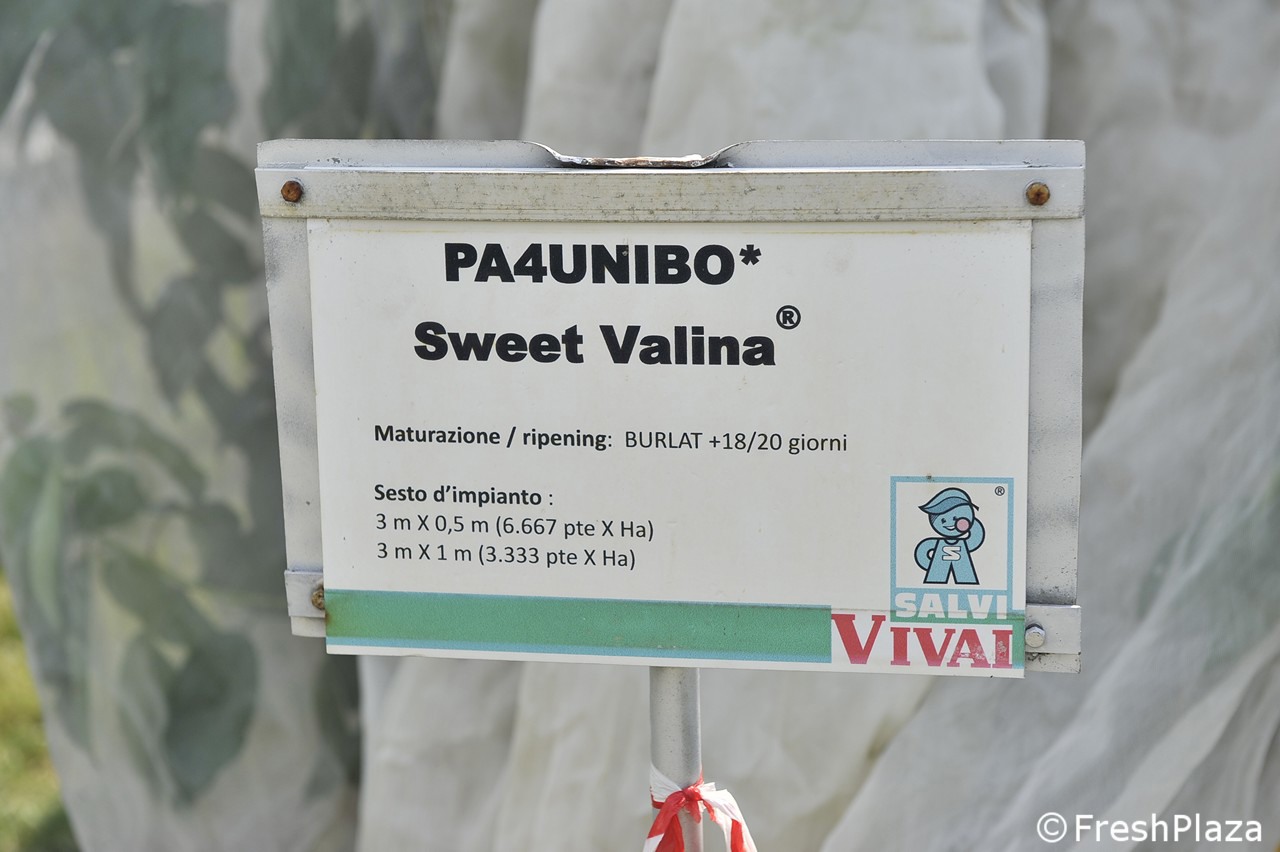 PA4UNIBO*
Sweet Valina®
Maturazione / ripening: BURLAT +18/20 giorni
Sesto d'impianto :
3 m X 0,5 m (6.667 pte X Ha)
3 m X 1 m (3.333 pte X Ha)
®
S
SALVI
VIVAI
©FreshPlaza